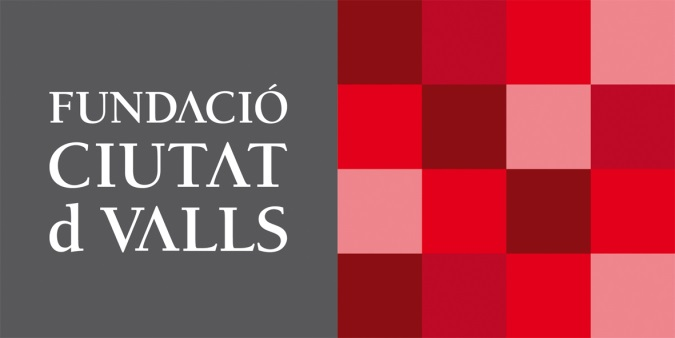 FUNDACIÓ
CIUTAT
d VALLS